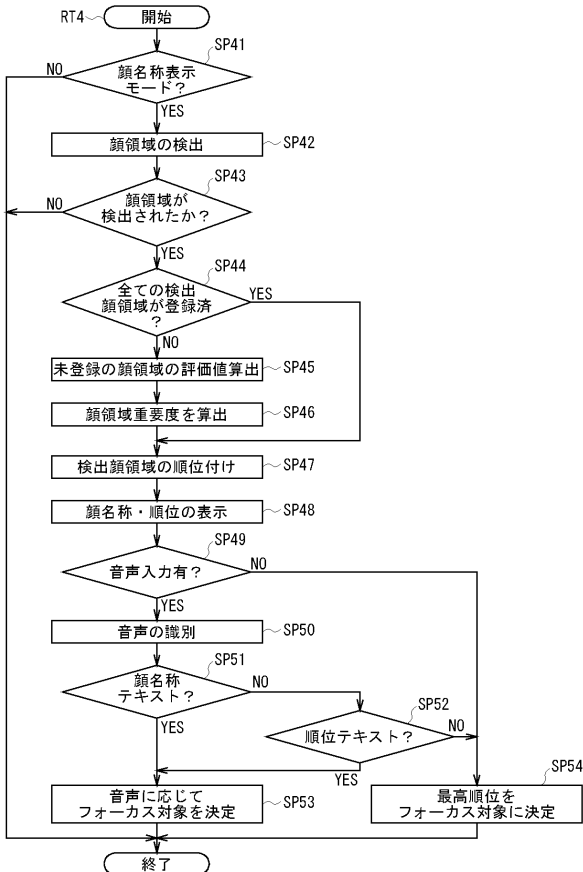 RT4
開始
SP41
顔名称表示
モード？
NO
YES
顔領域の検出
SP42
SP43
顔領域が
検出されたか？
NO
YES
SP44
全ての検出
顔領域が登録済
？
YES
NO
未登録の顔領域の評価値算出
SP45
顔領域重要度を算出
SP46
検出顔領域の順位付け
SP47
顔名称・順位の表示
SP48
SP49
音声入力有？
NO
YES
音声の識別
SP50
SP51
顔名称
テキスト？
NO
YES
SP52
順位テキスト？
NO
YES
音声に応じて
フォーカス対象を決定
SP53
SP54
最高順位を
フォーカス対象に決定
終了